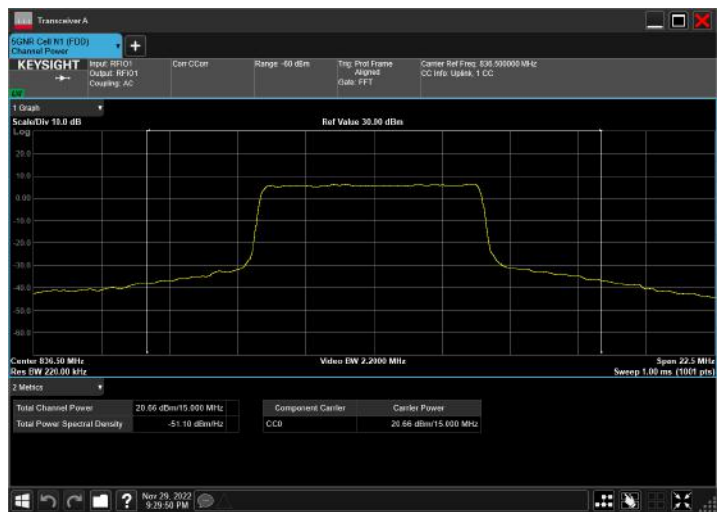 Transceiver A
5GNR Cell N1 (FDD)
Channel Power
+
KEYSIGHT
Input: RFIO1
Output: RFIO1
Coupling: AC
Corr CCorr
Range -60 dBm
Trig: Prot Frame
Aligned
Gate: FFT
Carrier Ref Freq: 836.500000 MHz
CC Info: Uplink, 1 CC
1 Graph
Scale/Div 10.0 dB
Ref Value 30.00 dBm
Log
20.0
10.0
0.00
-10.0
-20.0
-30.0
-40.0
-50.0
-60.0
Center 836.50 MHz
Video BW 2.2000 MHz
Span 22.5 MHz
Res BW 220.00 kHz
Sweep 1.00 ms (1001 pts)
2 Metrics
Total Channel Power 20.66 dBm/15.000 MHz
Total Power Spectral Density -51.10 dBm/Hz
Component Carrier Carrier Power
CC0 20.66 dBm/15.000 MHz
?
Nov 29, 2022
9:29:50 PM